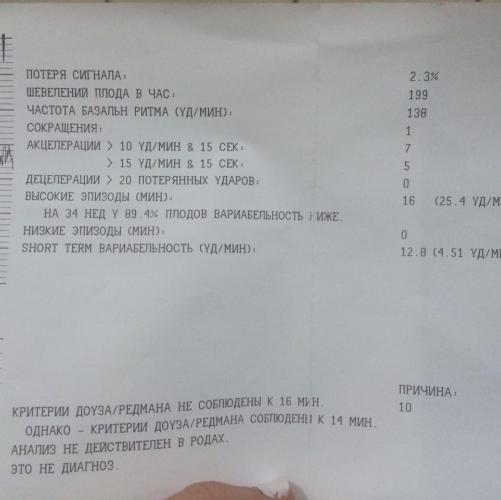 ПОТЕРЯ СИГНАЛА: 2.3%
ШЕВЕЛЕНИЙ ПЛОДА В ЧАС: 199
ЧАСТОТА БАЗАЛЬН РИТМА (УД/МИН): 138
СОКРАЩЕНИЯ: 1
АКЦЕЛЕРАЦИИ > 10 УД/МИН & 15 СЕК: 7
> 15 УД/МИН & 15 СЕК: 5
ДЕЦЕЛЕРАЦИИ > 20 ПОТЕРЯННЫХ УДАРОВ: 0
ВЫСОКИЕ ЭПИЗОДЫ (МИН): 16 (25.4 УД/М
НА 34 НЕД У 89.4% ПЛОДОВ ВАРИАБЕЛЬНОСТЬ НИЖЕ.
НИЗКИЕ ЭПИЗОДЫ (МИН): 0
SHORT TERM ВАРИАБЕЛЬНОСТЬ (УД/МИН): 12.8 (4.51 УД/МИ
ПРИЧИНА:
КРИТЕРИИ ДОУЗА/РЕДМАНА НЕ СОБЛЮДЕНЫ К 16 МИН. 10
ОДНАКО - КРИТЕРИИ ДОУЗА/РЕДМАНА СОБЛЮДЕНЫ К 14 МИН.
АНАЛИЗ НЕ ДЕЙСТВИТЕЛЕН В РОДАХ.
ЭТО НЕ ДИАГНОЗ.